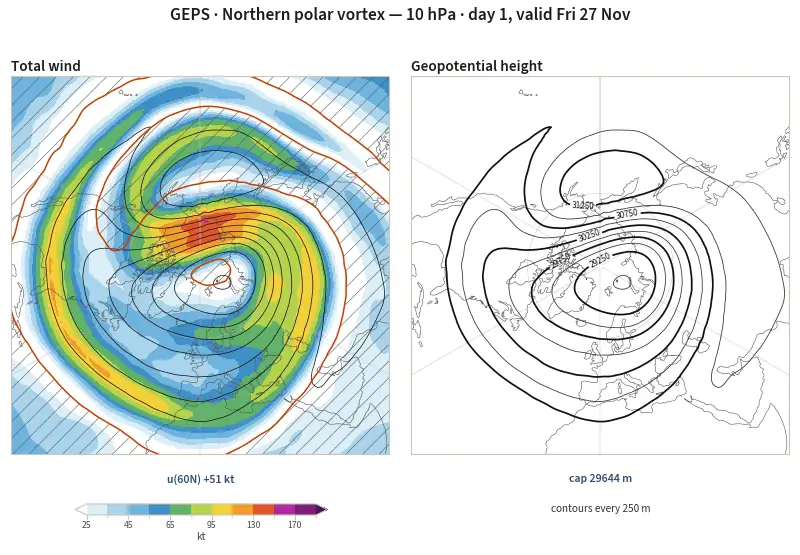 GEPS · Northern polar vortex — 10 hPa · day 1, valid Fri 27 Nov
Total wind
Geopotential height
31250
30750
30250
29250
u(60N) +51 kt
cap 29644 m
contours every 250 m
25 45 65 95 130 170
kt